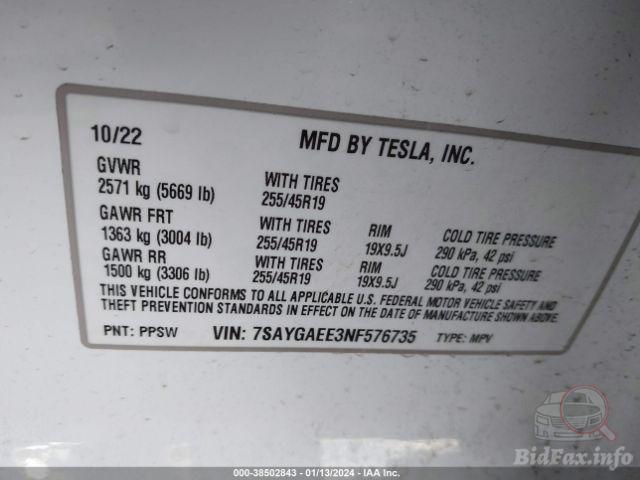 10/22 MFD BY TESLA, INC.
GVWR
2571 kg (5669 lb) WITH TIRES
255/45R19
GAWR FRT
1363 kg (3004 lb) WITH TIRES RIM COLD TIRE PRESSURE
255/45R19 19X9.5J 290 kPa, 42 psi
GAWR RR
1500 kg (3306 lb) WITH TIRES RIM COLD TIRE PRESSURE
255/45R19 19X9.5J 290 kPa, 42 psi
THIS VEHICLE CONFORMS TO ALL APPLICABLE U.S. FEDERAL MOTOR VEHICLE SAFETY AND
THEFT PREVENTION STANDARDS IN EFFECT ON THE DATE OF MANUFACTURE SHOWN ABOVE.
PNT: PPSW VIN: 7SAYGAEE3NF576735 TYPE: MPV
BidFax.info
000-38502843 - 01/13/2024 - IAA Inc.